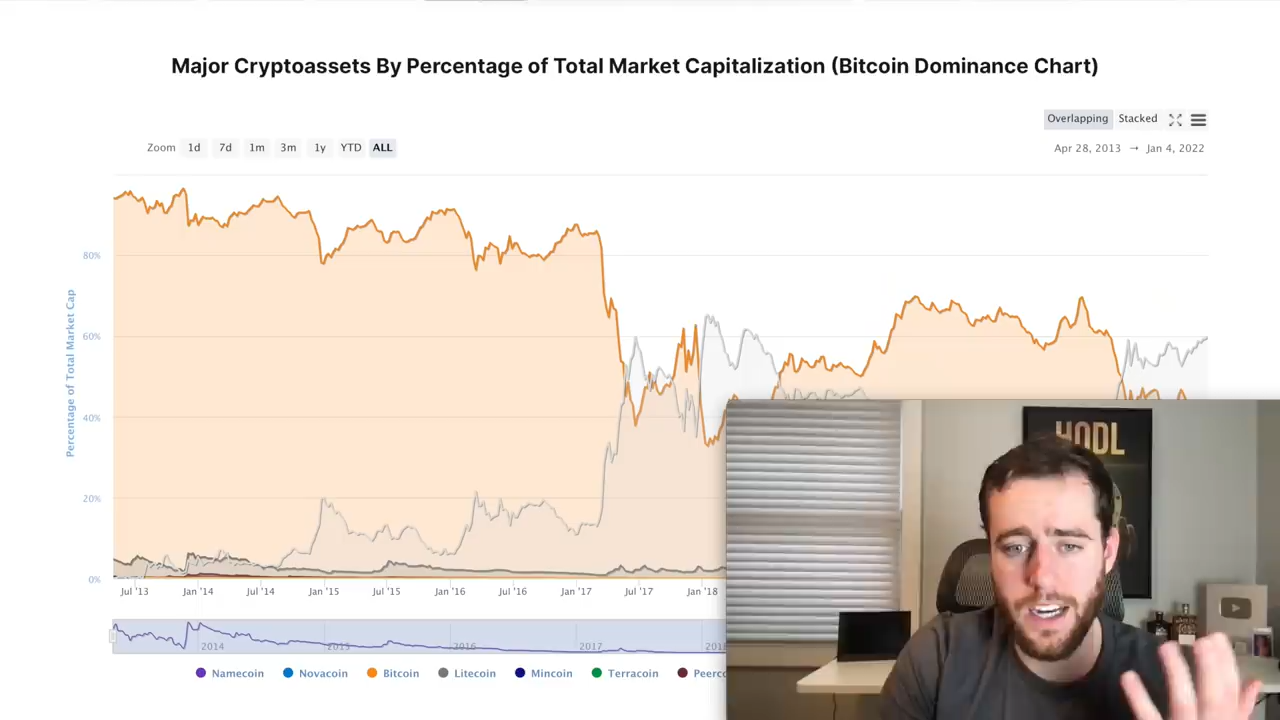 Major Cryptoassets By Percentage of Total Market Capitalization (Bitcoin Dominance Chart)
Overlapping Stacked
Zoom 1d 7d 1m 3m 1y YTD ALL
Apr 28, 2013 → Jan 4, 2022
Percentage of Total Market Cap
80%
60%
40%
20%
0%
HODL
Jul '13 Jan '14 Jul '14 Jan '15 Jul '15 Jan '16 Jul '16 Jan '17 Jul '17 Jan '18
2014 2015 2016 2017 2018
Namecoin Novacoin Bitcoin Litecoin Mincoin Terracoin Peerco